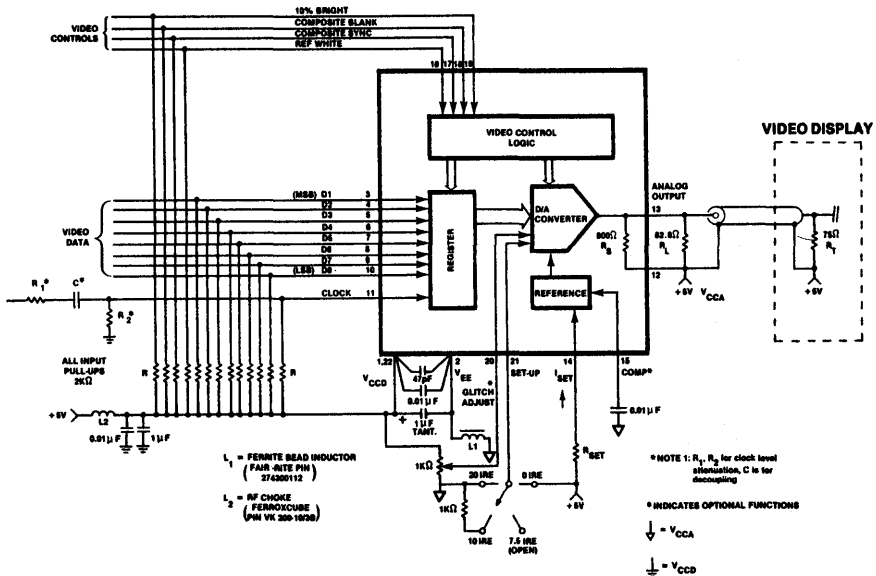 VIDEO
CONTROLS
10% BRIGHT
COMPOSITE BLANK
COMPOSITE SYNC
REF WHITE
16 17 18 19
VIDEO CONTROL
LOGIC
VIDEO DISPLAY
VIDEO
DATA
(MSB) D1 3
D2 4
D3 5
D4 6
D5 7
D6 8
D7 9
(LSB) D8 10
CLOCK 11
REGISTER
D/A
CONVERTER
REFERENCE
ANALOG
OUTPUT
13
800Ω
RS
RL
12
+5V
VCCA
75Ω
RT
+5V
R1*
C*
R2*
ALL INPUT
PULL-UPS
2KΩ
R
R
1,22
2
20
21
14
15
VCCD
47pF
VEE
0.01μF
*
GLITCH
ADJUST
SET-UP
ISET
COMP*
+5V
L2
0.01μF
1μF
+
1μF
TANT.
L1
0.01μF
1KΩ
RSET
20 IRE
0 IRE
+5V
1KΩ
10 IRE
7.5 IRE
(OPEN)
L1 = FERRITE BEAD INDUCTOR
(FAIR-RITE P/N
274300112)
L2 = RF CHOKE
(FERROXCUBE
P/N VK 200-10/3B)
*NOTE 1: R1, R2 for clock level
attenuation, C is for
decoupling
*INDICATES OPTIONAL FUNCTIONS
= VCCA
= VCCD